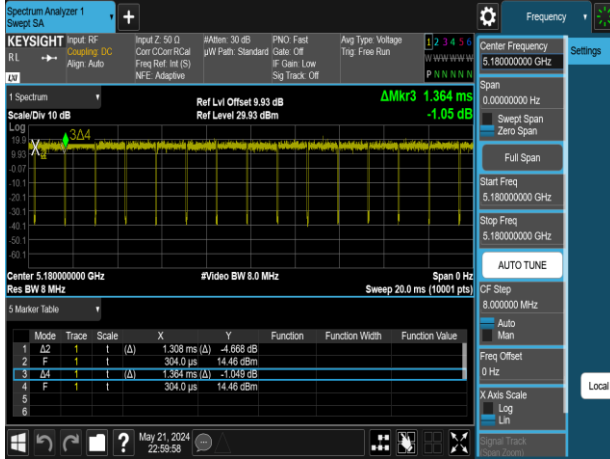 Spectrum Analyzer 1
Swept SA
+
Frequency
KEYSIGHT
RL
Input: RF
Coupling: DC
Align: Auto
Input Z: 50 Ω
Corr CCorr RCal
Freq Ref: Int (S)
NFE: Adaptive
#Atten: 30 dB
µW Path: Standard
PNO: Fast
Gate: Off
IF Gain: Low
Sig Track: Off
Avg Type: Voltage
Trig: Free Run
1 2 3 4 5 6
W W W W W W
P N N N N N
1 Spectrum
Scale/Div 10 dB
Log
Ref Lvl Offset 9.93 dB
Ref Level 29.93 dBm
ΔMkr3 1.364 ms
-1.05 dB
3Δ4
19.9
9.93
-0.07
-10.1
-20.1
-30.1
-40.1
-50.1
-60.1
Center 5.180000000 GHz
Res BW 8 MHz
#Video BW 8.0 MHz
Span 0 Hz
Sweep 20.0 ms (10001 pts)
5 Marker Table
Mode Trace Scale X Y Function Function Width Function Value
1 Δ2 1 t (Δ) 1.308 ms (Δ) -4.668 dB
2 F 1 t 304.0 µs 14.46 dBm
3 Δ4 1 t (Δ) 1.364 ms (Δ) -1.049 dB
4 F 1 t 304.0 µs 14.46 dBm
5
6
Center Frequency
5.180000000 GHz
Span
0.00000000 Hz
Swept Span
Zero Span
Full Span
Start Freq
5.180000000 GHz
Stop Freq
5.180000000 GHz
AUTO TUNE
CF Step
8.000000 MHz
Auto
Man
Freq Offset
0 Hz
X Axis Scale
Log
Lin
Signal Track
(Span Zoom)
Settings
Local
?
May 21, 2024
22:59:58